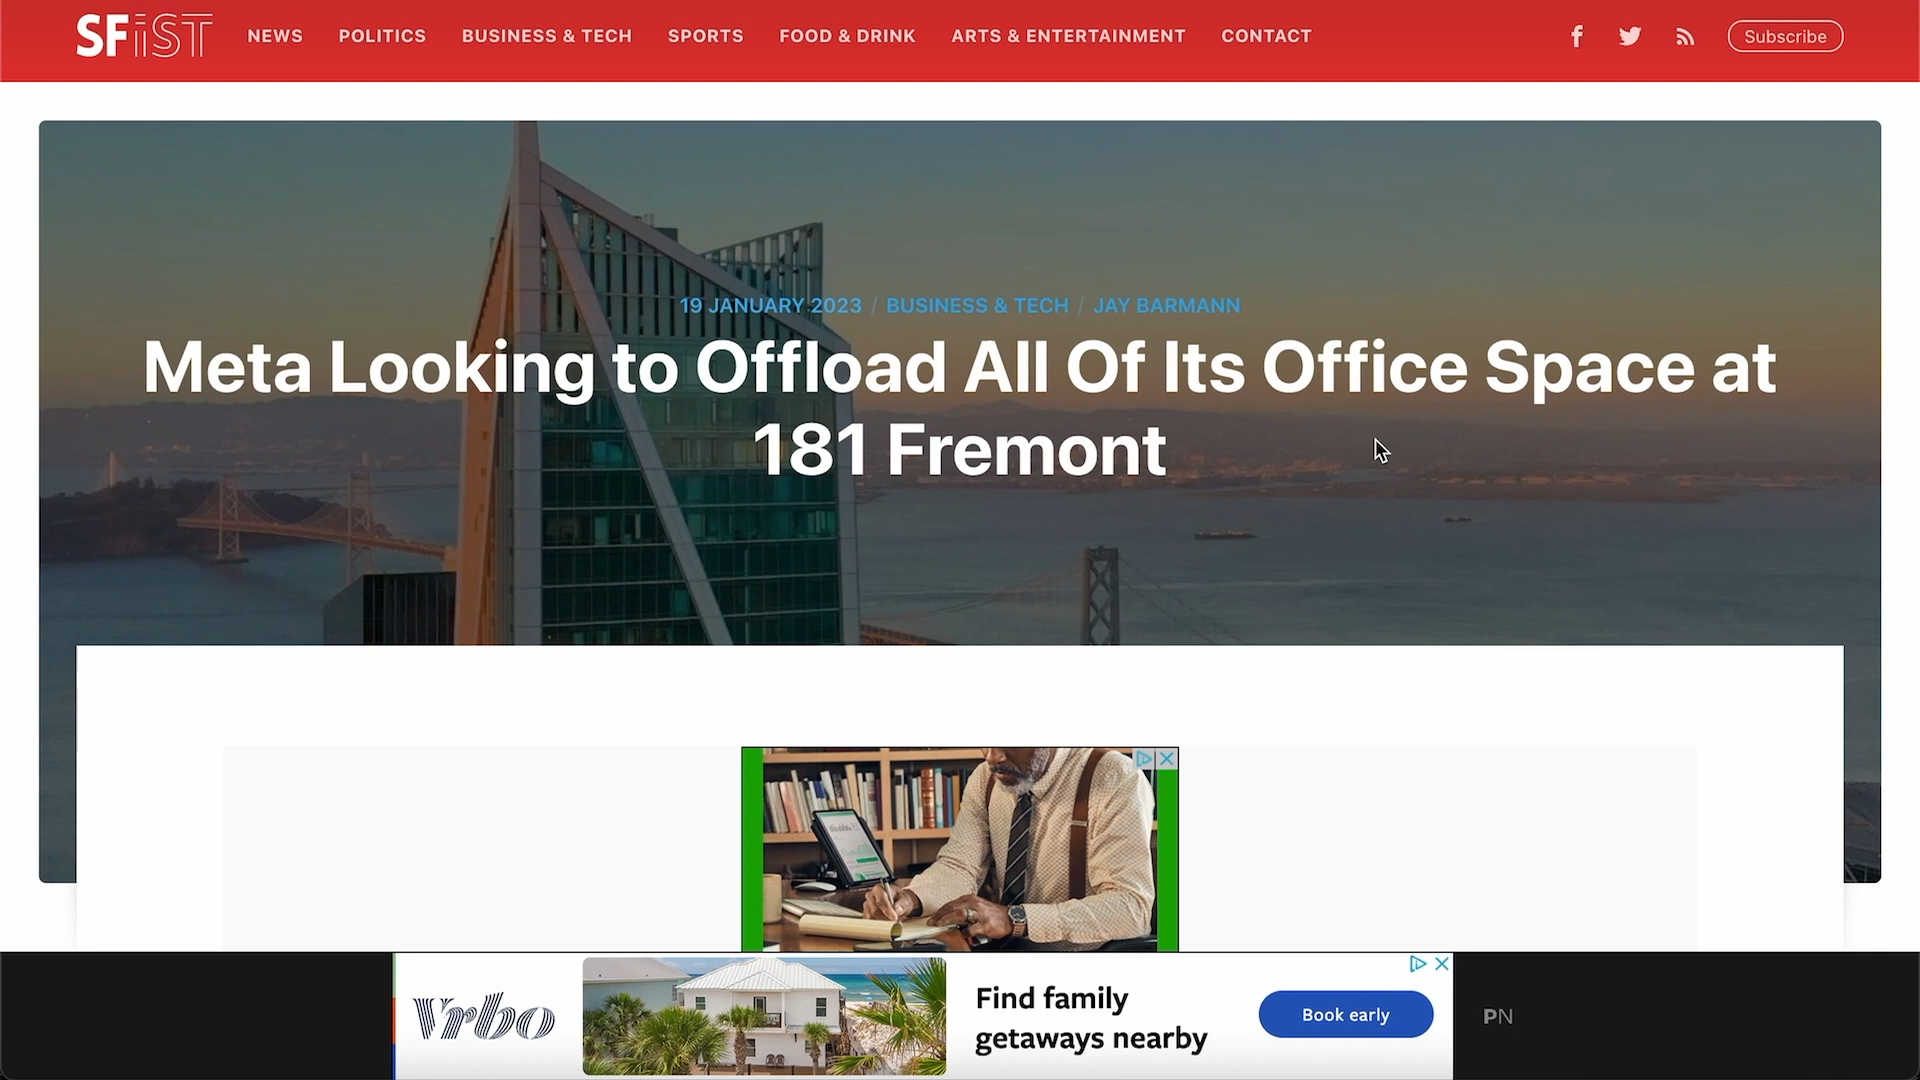 SFiST NEWS POLITICS BUSINESS & TECH SPORTS FOOD & DRINK ARTS & ENTERTAINMENT CONTACT Subscribe
19 JANUARY 2023 / BUSINESS & TECH / JAY BARMANN
Meta Looking to Offload All Of Its Office Space at
181 Fremont
Vrbo
Find family
getaways nearby
Book early
PN